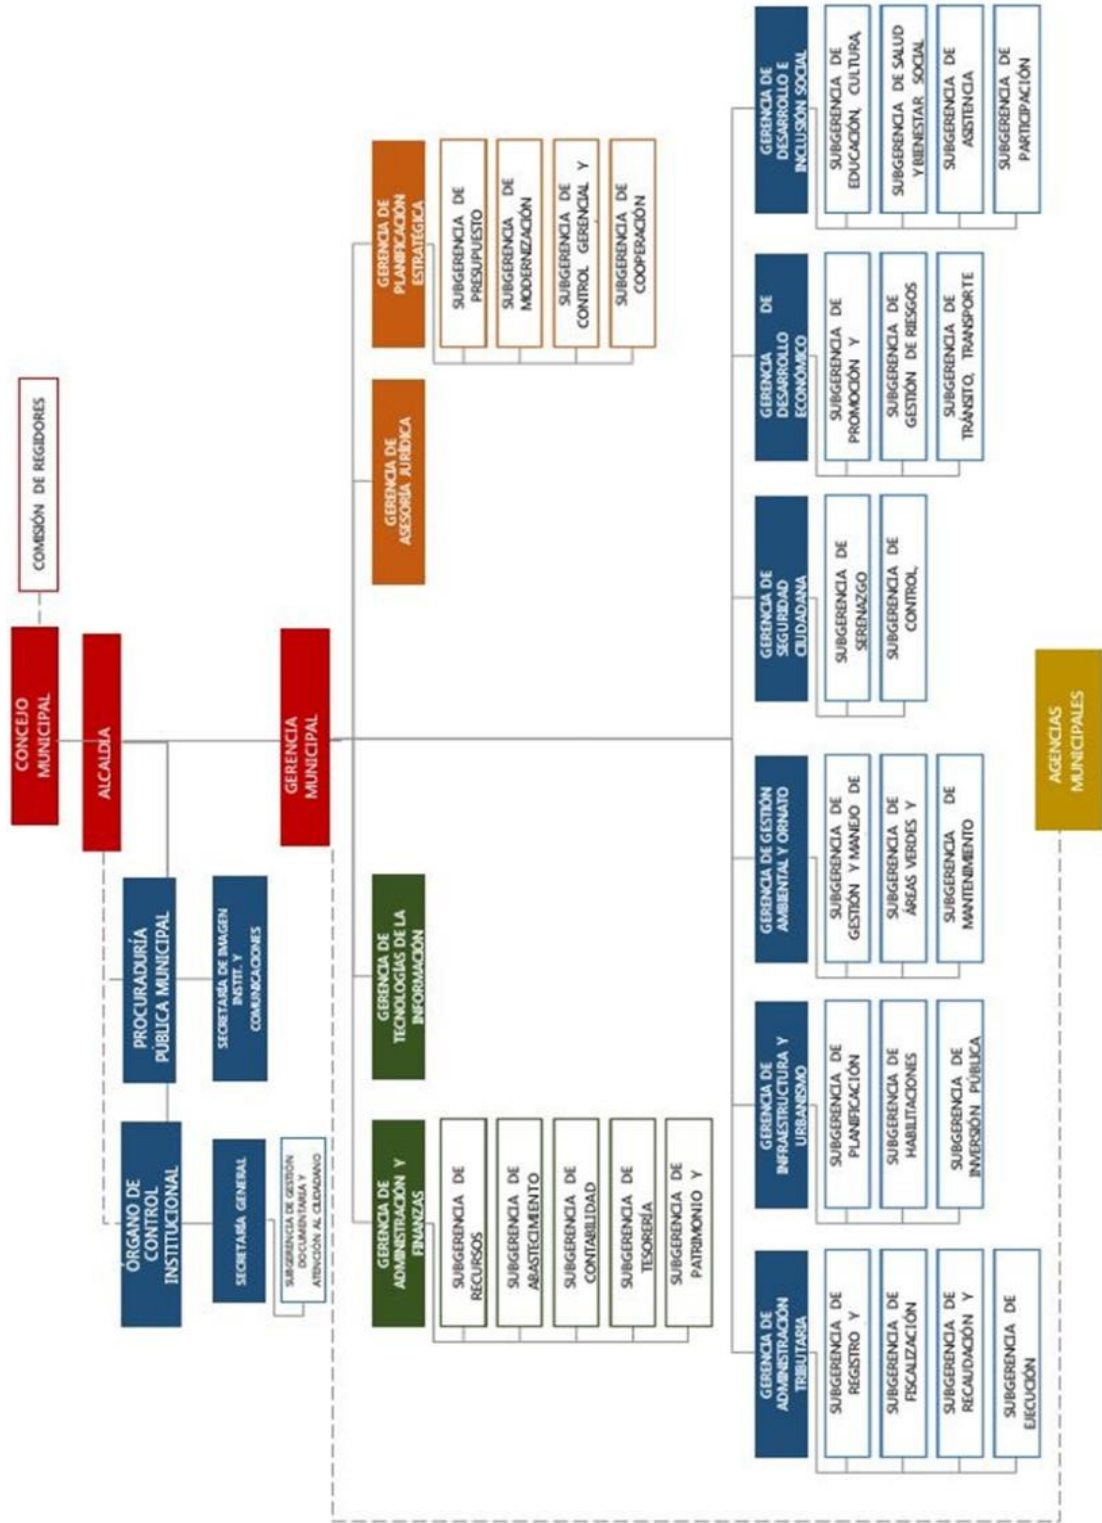 CONCEJO
MUNICIPAL
COMISIÓN DE REGIDORES
ALCALDÍA
ÓRGANO DE
CONTROL
INSTITUCIONAL
PROCURADURÍA
PÚBLICA MUNICIPAL
SECRETARÍA GENERAL
SECRETARÍA DE IMAGEN
INSTIT. Y
COMUNICACIONES
SUBGERENCIA DE GESTIÓN
DOCUMENTARIA Y
ATENCIÓN AL CIUDADANO
GERENCIA
MUNICIPAL
GERENCIA DE
ADMINISTRACIÓN Y
FINANZAS
SUBGERENCIA DE
RECURSOS
SUBGERENCIA DE
ABASTECIMIENTO
SUBGERENCIA DE
CONTABILIDAD
SUBGERENCIA DE
TESORERÍA
SUBGERENCIA DE
PATRIMONIO Y
GERENCIA DE
TECNOLOGÍAS DE LA
INFORMACIÓN
GERENCIA DE
ASESORÍA JURÍDICA
GERENCIA DE
PLANIFICACIÓN
ESTRATÉGICA
SUBGERENCIA DE
PRESUPUESTO
SUBGERENCIA DE
MODERNIZACIÓN
SUBGERENCIA DE
CONTROL GERENCIAL Y
SUBGERENCIA DE
COOPERACIÓN
GERENCIA DE
ADMINISTRACIÓN
TRIBUTARIA
SUBGERENCIA DE
REGISTRO Y
SUBGERENCIA DE
FISCALIZACIÓN
SUBGERENCIA DE
RECAUDACIÓN Y
SUBGERENCIA DE
EJECUCIÓN
GERENCIA DE
INFRAESTRUCTURA Y
URBANISMO
SUBGERENCIA DE
PLANIFICACIÓN
SUBGERENCIA DE
HABILITACIONES
SUBGERENCIA DE
INVERSIÓN PÚBLICA
GERENCIA DE GESTIÓN
AMBIENTAL Y ORNATO
SUBGERENCIA DE
GESTIÓN Y MANEJO DE
SUBGERENCIA DE
ÁREAS VERDES Y
SUBGERENCIA DE
MANTENIMIENTO
GERENCIA DE
SEGURIDAD
CIUDADANA
SUBGERENCIA DE
SERENAZGO
SUBGERENCIA DE
CONTROL,
GERENCIA DE
DESARROLLO
ECONÓMICO
SUBGERENCIA DE
PROMOCIÓN Y
SUBGERENCIA DE
GESTIÓN DE RIESGOS
SUBGERENCIA DE
TRÁNSITO, TRANSPORTE
GERENCIA DE
DESARROLLO E
INCLUSIÓN SOCIAL
SUBGERENCIA DE
EDUCACIÓN, CULTURA,
SUBGERENCIA DE SALUD
Y BIENESTAR SOCIAL
SUBGERENCIA DE
ASISTENCIA
SUBGERENCIA DE
PARTICIPACIÓN
AGENCIAS
MUNICIPALES